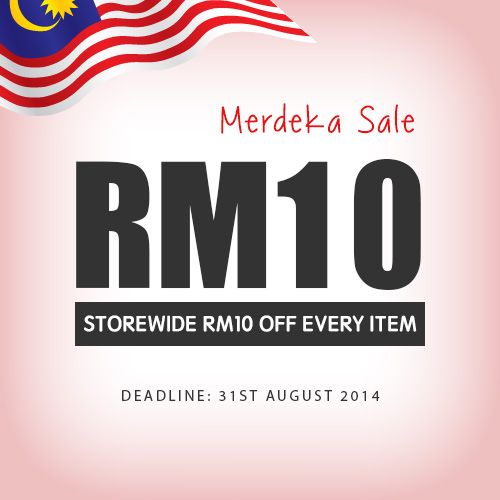 Merdeka Sale
RM10
STOREWIDE RM10 OFF EVERY ITEM
DEADLINE: 31ST AUGUST 2014